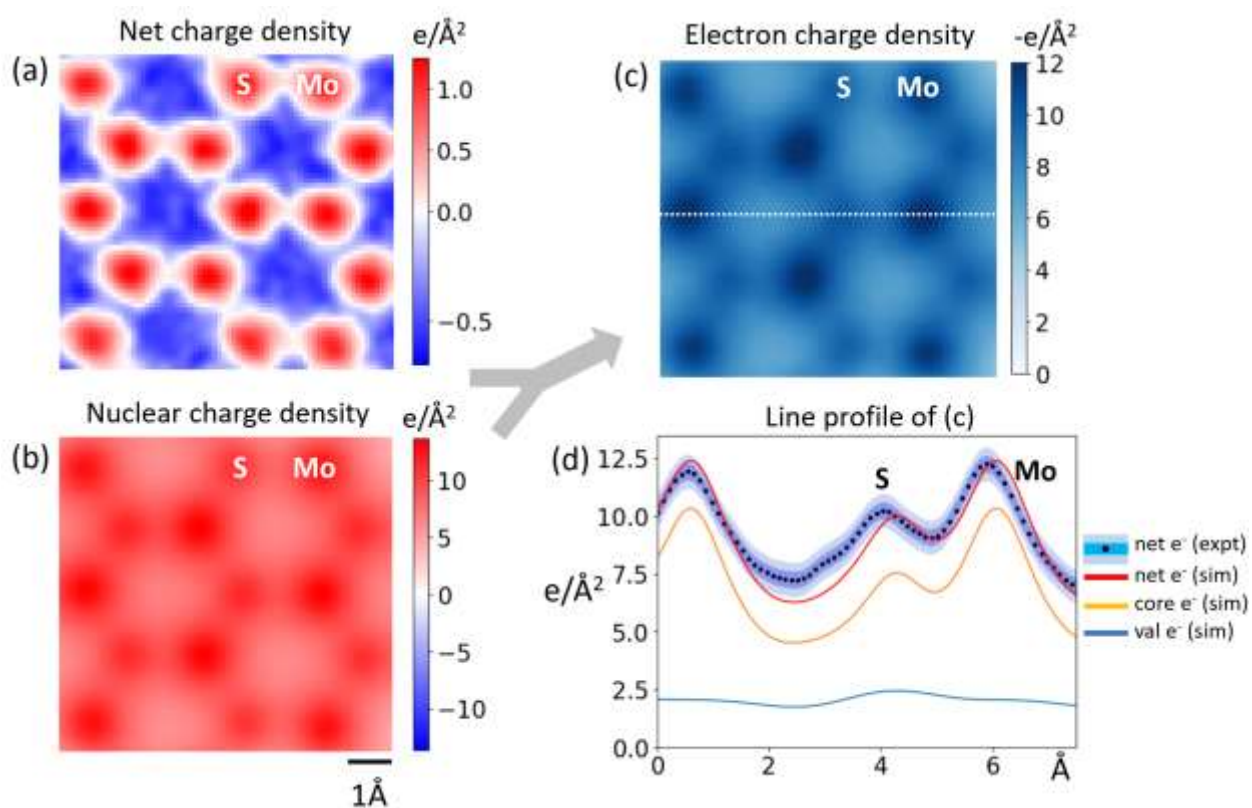 Net charge density
e/Å²
(a)
S Mo
1.0
0.5
0.0
−0.5
Nuclear charge density
e/Å²
(b)
S Mo
10
5
0
−5
−10
1Å
Electron charge density
-e/Å²
(c)
S Mo
12
10
8
6
4
2
0
Line profile of (c)
(d)
12.5
10.0
7.5
5.0
2.5
0.0
e/Å²
S
Mo
0 2 4 6 Å
net e⁻ (expt)
net e⁻ (sim)
core e⁻ (sim)
val e⁻ (sim)